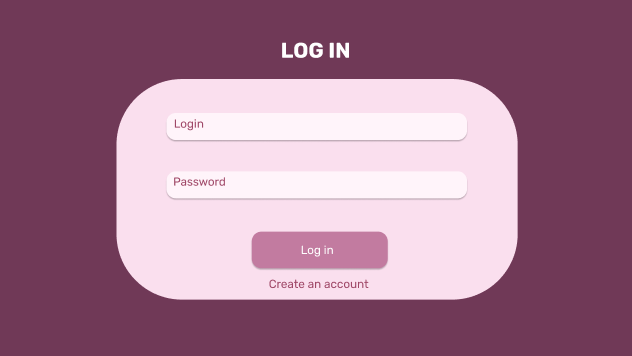 LOG IN
Login
Password
Log in
Create an account